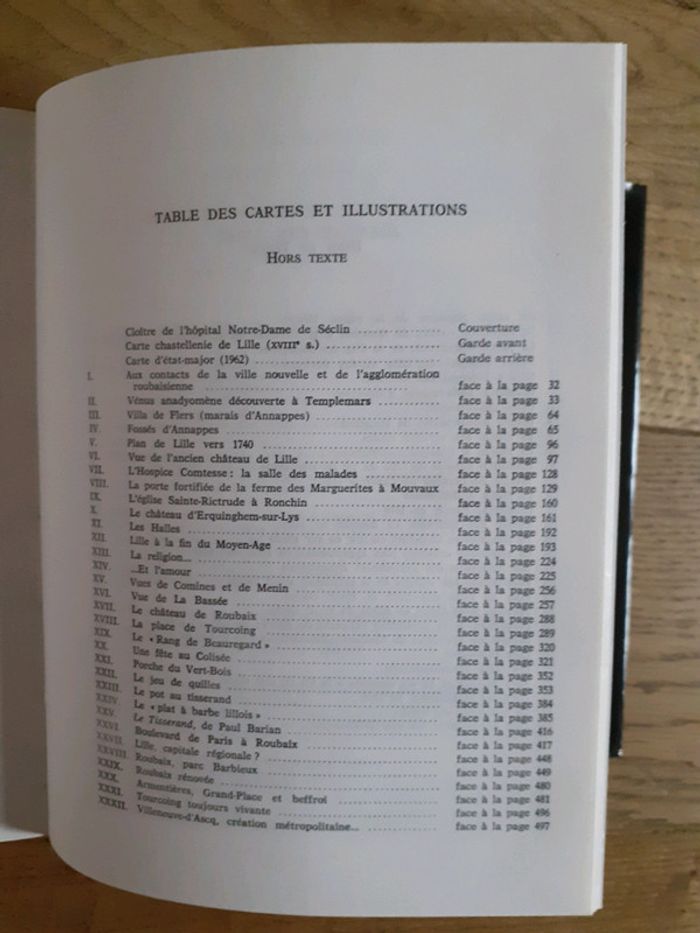 TABLE DES CARTES ET ILLUSTRATIONS
HORS TEXTE
Cloître de l'hôpital Notre-Dame de Séclin .................. Couverture
Carte chastellenie de Lille (XVIIIe s.) .................. Garde avant
Carte d'état-major (1962) .................. Garde arrière
I. Aux contacts de la ville nouvelle et de l'agglomération
roubaisienne .................. face à la page 32
II. Vénus anadyomène découverte à Templemars .................. face à la page 33
III. Villa de Flers (marais d'Annappes) .................. face à la page 64
IV. Fossés d'Annappes .................. face à la page 65
V. Plan de Lille vers 1740 .................. face à la page 96
VI. Vue de l'ancien château de Lille .................. face à la page 97
VII. L'Hospice Comtesse : la salle des malades .................. face à la page 128
VIII. La porte fortifiée de la ferme des Marguerites à Mouvaux face à la page 129
IX. L'église Sainte-Rictrude à Ronchin .................. face à la page 160
X. Le château d'Erquinghem-sur-Lys .................. face à la page 161
XI. Les Halles .................. face à la page 192
XII. Lille à la fin du Moyen-Age .................. face à la page 193
XIII. La religion... .................. face à la page 224
XIV. ...Et l'amour .................. face à la page 225
XV. Vues de Comines et de Menin .................. face à la page 256
XVI. Vue de La Bassée .................. face à la page 257
XVII. Le château de Roubaix .................. face à la page 288
XVIII. La place de Tourcoing .................. face à la page 289
XIX. Le « Rang de Beauregard » .................. face à la page 320
XX. Une fête au Colisée .................. face à la page 321
XXI. Porche du Vert-Bois .................. face à la page 352
XXII. Le jeu de quilles .................. face à la page 353
XXIII. Le pot au tisserand .................. face à la page 384
XXIV. Le « plat à barbe lillois » .................. face à la page 385
XXV. Le Tisserand, de Paul Barian .................. face à la page 416
XXVI. Boulevard de Paris à Roubaix .................. face à la page 417
XXVII. Lille, capitale régionale ? .................. face à la page 448
XXVIII. Roubaix, parc Barbieux .................. face à la page 449
XXIX. Roubaix rénovée .................. face à la page 480
XXX. Armentières, Grand-Place et beffroi .................. face à la page 481
XXXI. Tourcoing toujours vivante .................. face à la page 496
XXXII. Villeneuve-d'Ascq, création métropolitaine... .................. face à la page 497